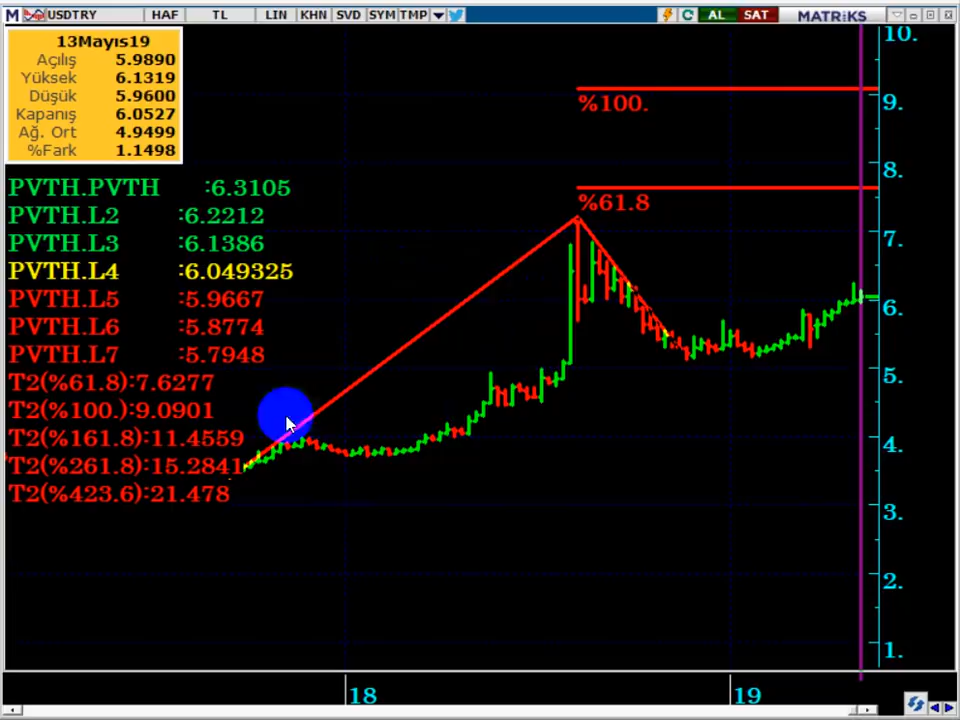 M USDTRY HAF TL LIN KHN SVD SYM TMP AL SAT MATRİKS
13Mayıs19
Açılış 5.9890
Yüksek 6.1319
Düşük 5.9600
Kapanış 6.0527
Ağ. Ort 4.9499
%Fark 1.1498
PVTH.PVTH :6.3105
PVTH.L2 :6.2212
PVTH.L3 :6.1386
PVTH.L4 :6.049325
PVTH.L5 :5.9667
PVTH.L6 :5.8774
PVTH.L7 :5.7948
T2(%61.8):7.6277
T2(%100.):9.0901
T2(%161.8):11.4559
T2(%261.8):15.2841
T2(%423.6):21.478
%100.
%61.8
10.
9.
8.
7.
6.
5.
4.
3.
2.
1.
18 19